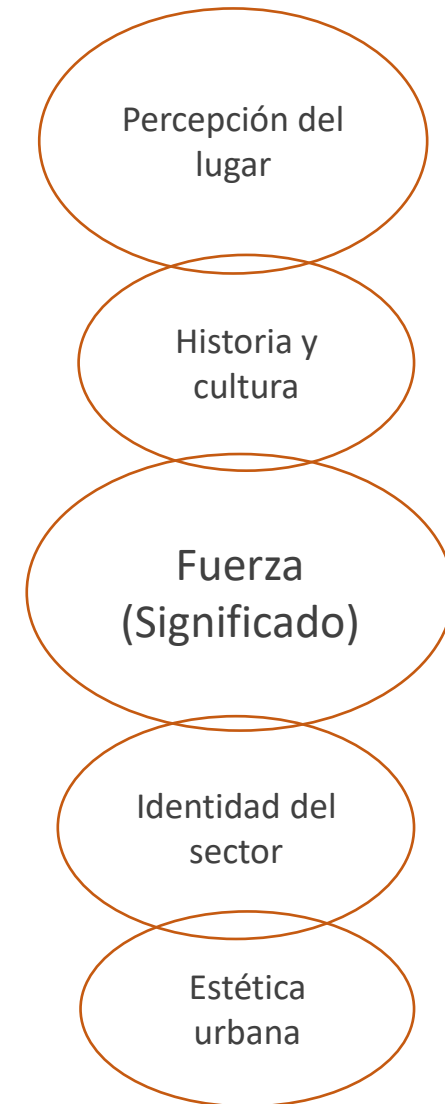 Percepción del
lugar
Historia y
cultura
Fuerza
(Significado)
Identidad del
sector
Estética
urbana